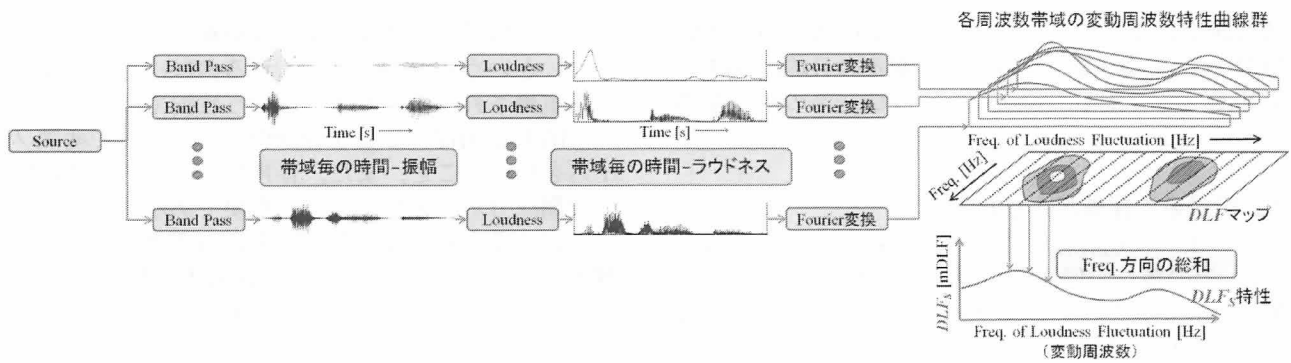 各周波数帯域の変動周波数特性曲線群
Band Pass
Loudness
Fourier変換
Band Pass
Loudness
Fourier変換
Source
Time [s]
Time [s]
Freq. of Loudness Fluctuation [Hz]
帯域毎の時間-振幅
帯域毎の時間-ラウドネス
Freq. [Hz]
Band Pass
Loudness
Fourier変換
DLFマップ
DLFs [mDLF]
Freq.方向の総和
DLFs特性
Freq. of Loudness Fluctuation [Hz]
(変動周波数)